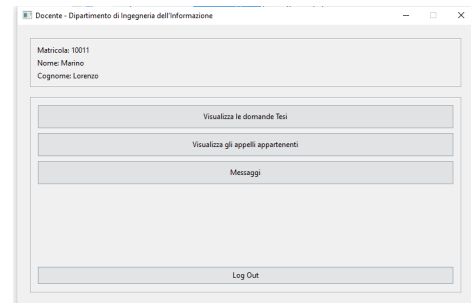 Docente - Dipartimento di Ingegneria dell'Informazione
Matricola: 10011
Nome: Marino
Cognome: Lorenzo
Visualizza le domande Tesi
Visualizza gli appelli appartenenti
Messaggi
Log Out